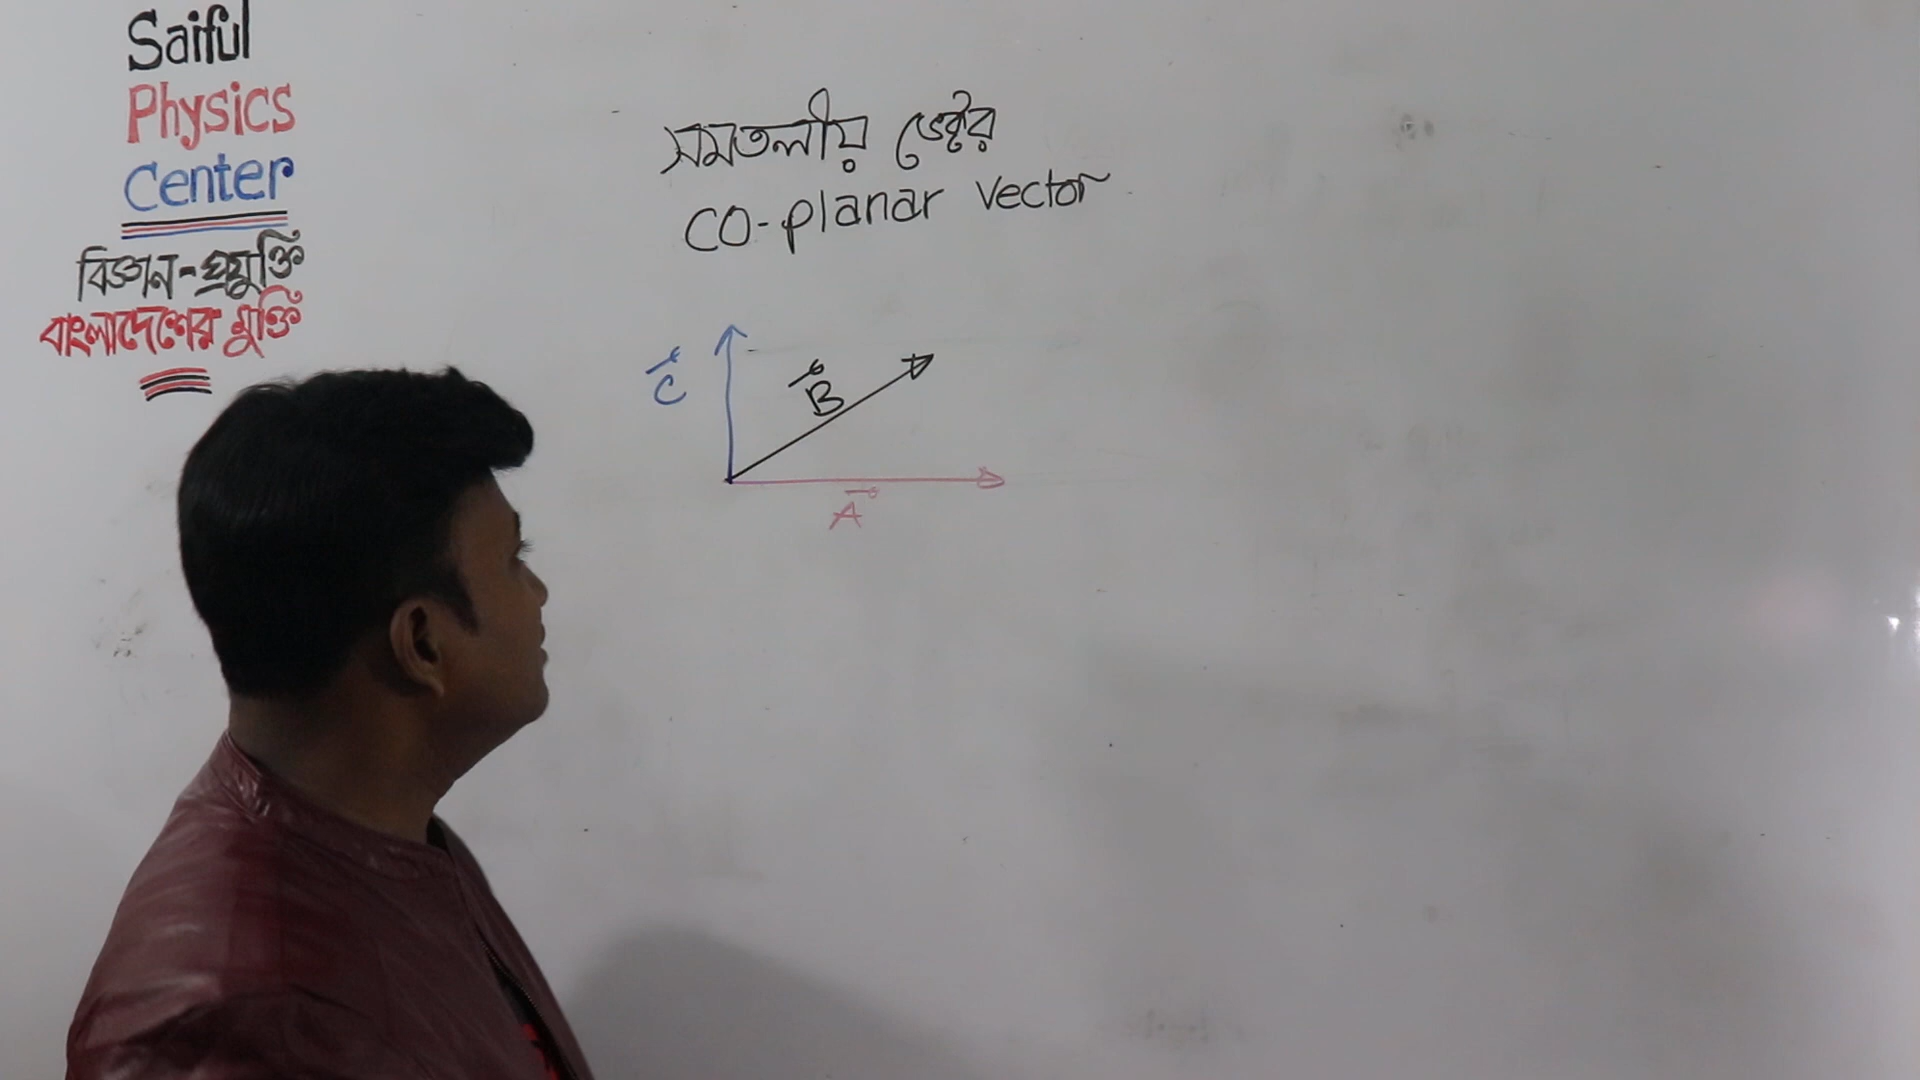 Saiful
Physics
Center
বিজ্ঞান-প্রযুক্তি
বাংলাদেশের মুক্তি
সমতলীয় ভেক্টর
CO-planar vector
C
B
A